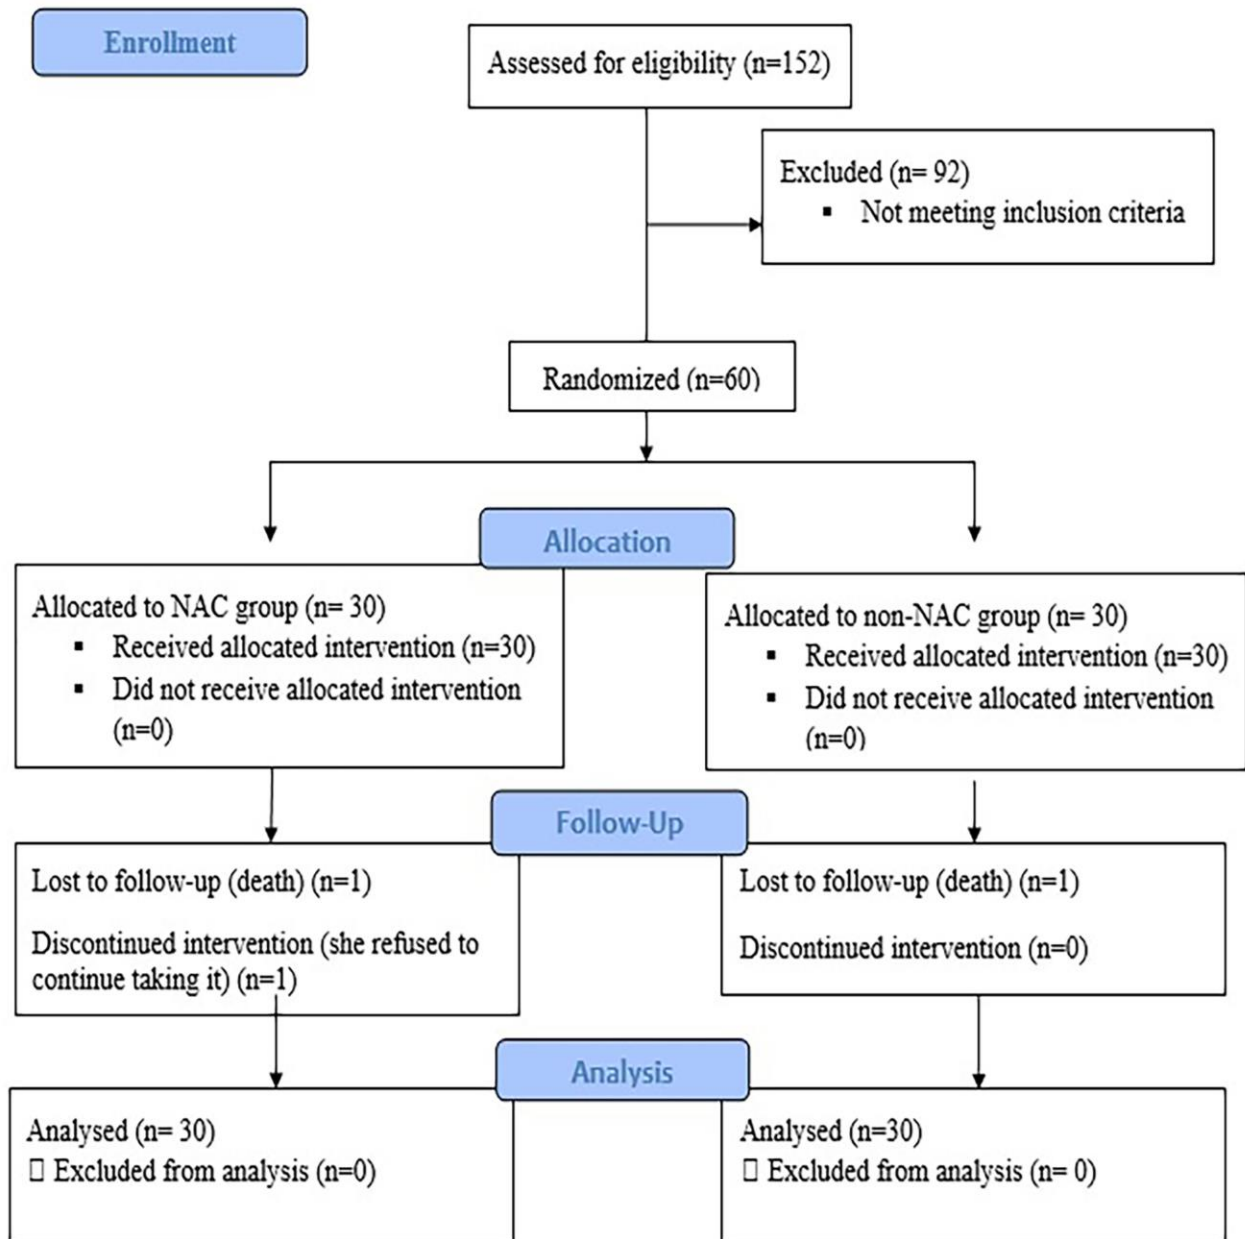 Enrollment
Assessed for eligibility (n=152)
Excluded (n= 92)
▪ Not meeting inclusion criteria
Randomized (n=60)
Allocation
Allocated to NAC group (n= 30)
▪ Received allocated intervention (n=30)
▪ Did not receive allocated intervention
(n=0)
Allocated to non-NAC group (n= 30)
▪ Received allocated intervention (n=30)
▪ Did not receive allocated intervention
(n=0)
Follow-Up
Lost to follow-up (death) (n=1)
Discontinued intervention (she refused to
continue taking it) (n=1)
Lost to follow-up (death) (n=1)
Discontinued intervention (n=0)
Analysis
Analysed (n= 30)
▯ Excluded from analysis (n=0)
Analysed (n=30)
▯ Excluded from analysis (n= 0)